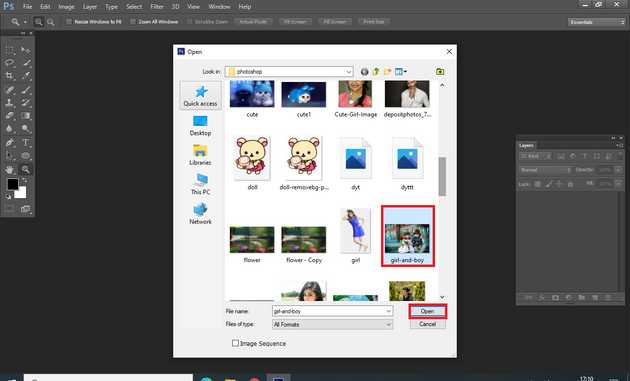 Ps File Edit Image Layer Type Select Filter 3D View Window Help
Resize Windows to Fit Zoom All Windows Scrubby Zoom Actual Pixels Fit Screen Fill Screen Print Size Essentials
Ps Open
Look in: photoshop
Quick access
Desktop
Libraries
This PC
Network
cute cute1 Cute-Girl-Image depositphotos_7...
doll doll-removebg-p... dyt dyttt
flower flower - Copy girl girl-and-boy
File name: girl-and-boy Open
Files of type: All Formats Cancel
Image Sequence
Layers
Kind
Normal Opacity:
Lock: Fill:
fx
Ps
17:10